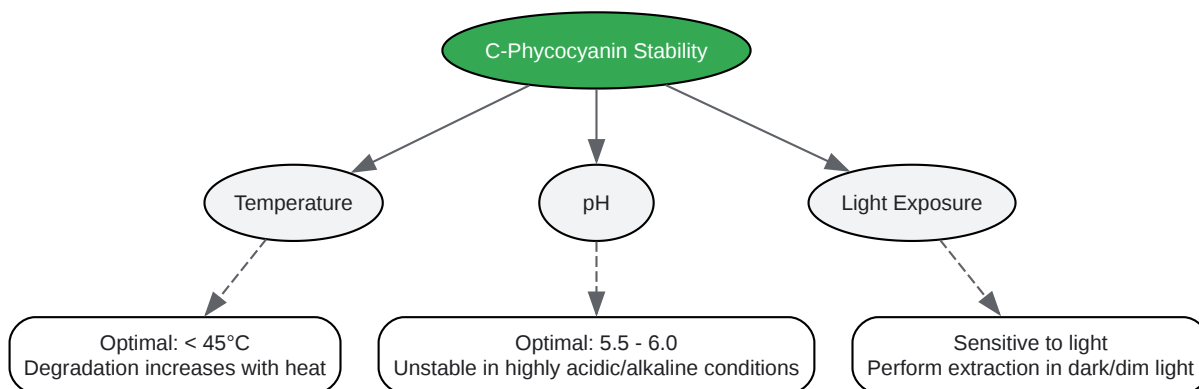 C-Phycocyanin Stability
Temperature
pH
Light Exposure
Optimal: < 45°C
Degradation increases with heat
Optimal: 5.5 - 6.0
Unstable in highly acidic/alkaline conditions
Sensitive to light
Perform extraction in dark/dim light